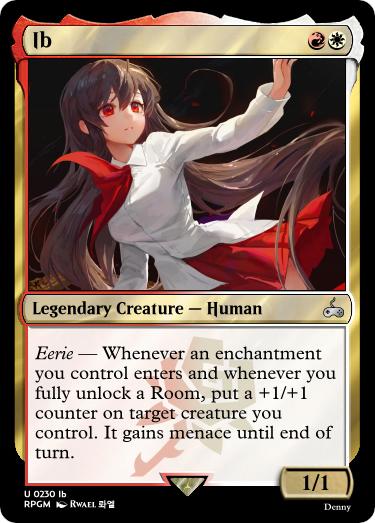 Ib
Legendary Creature — Human
Eerie — Whenever an enchantment
you control enters and whenever you
fully unlock a Room, put a +1/+1
counter on target creature you
control. It gains menace until end of
turn.
1/1
U 0230 Ib
RPGM Rwael 롸엘
Denny